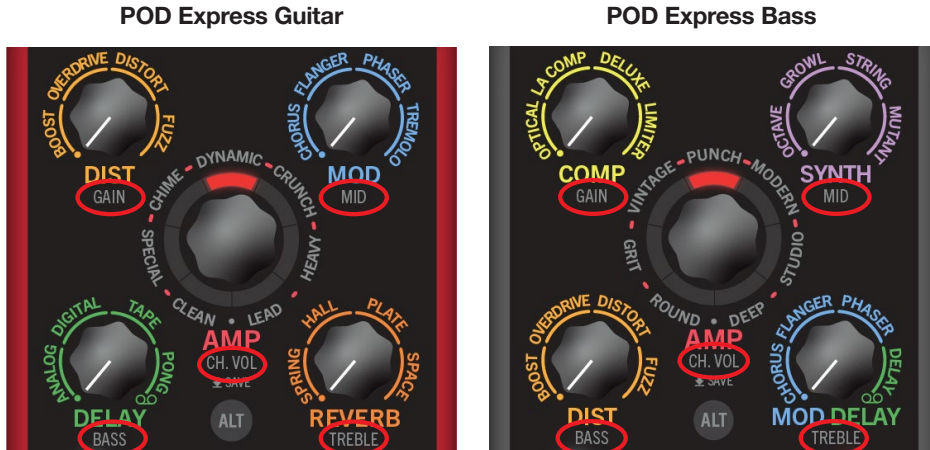 POD Express Guitar
BOOST OVERDRIVE DISTORT FUZZ
DIST
GAIN
CHORUS FLANGER PHASER TREMOLO
MOD
MID
CLEAN SPECIAL CHIME DYNAMIC CRUNCH HEAVY LEAD
AMP
CH. VOL
SAVE
ANALOG DIGITAL TAPE PONG
DELAY
BASS
ALT
SPRING HALL PLATE SPACE
REVERB
TREBLE
POD Express Bass
OPTICAL LA COMP DELUXE LIMITER
COMP
GAIN
OCTAVE GROWL STRING MUTANT
SYNTH
MID
ROUND GRIT VINTAGE PUNCH MODERN STUDIO DEEP
AMP
CH. VOL
SAVE
BOOST OVERDRIVE DISTORT FUZZ
DIST
BASS
ALT
CHORUS FLANGER PHASER DELAY
MOD DELAY
TREBLE